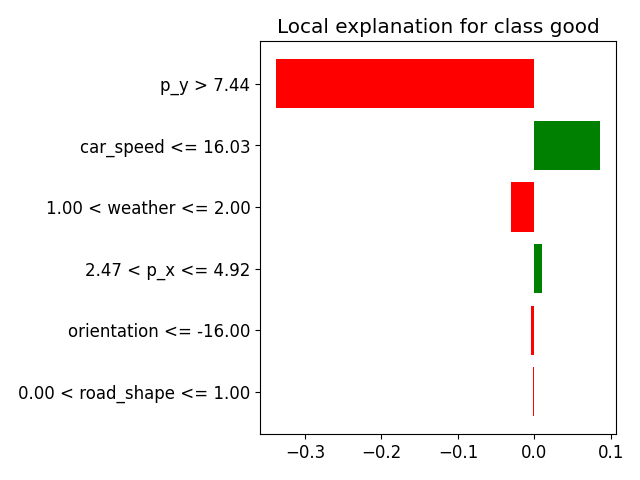 Local explanation for class good
p_y > 7.44
car_speed <= 16.03
1.00 < weather <= 2.00
2.47 < p_x <= 4.92
orientation <= -16.00
0.00 < road_shape <= 1.00
−0.3 −0.2 −0.1 0.0 0.1